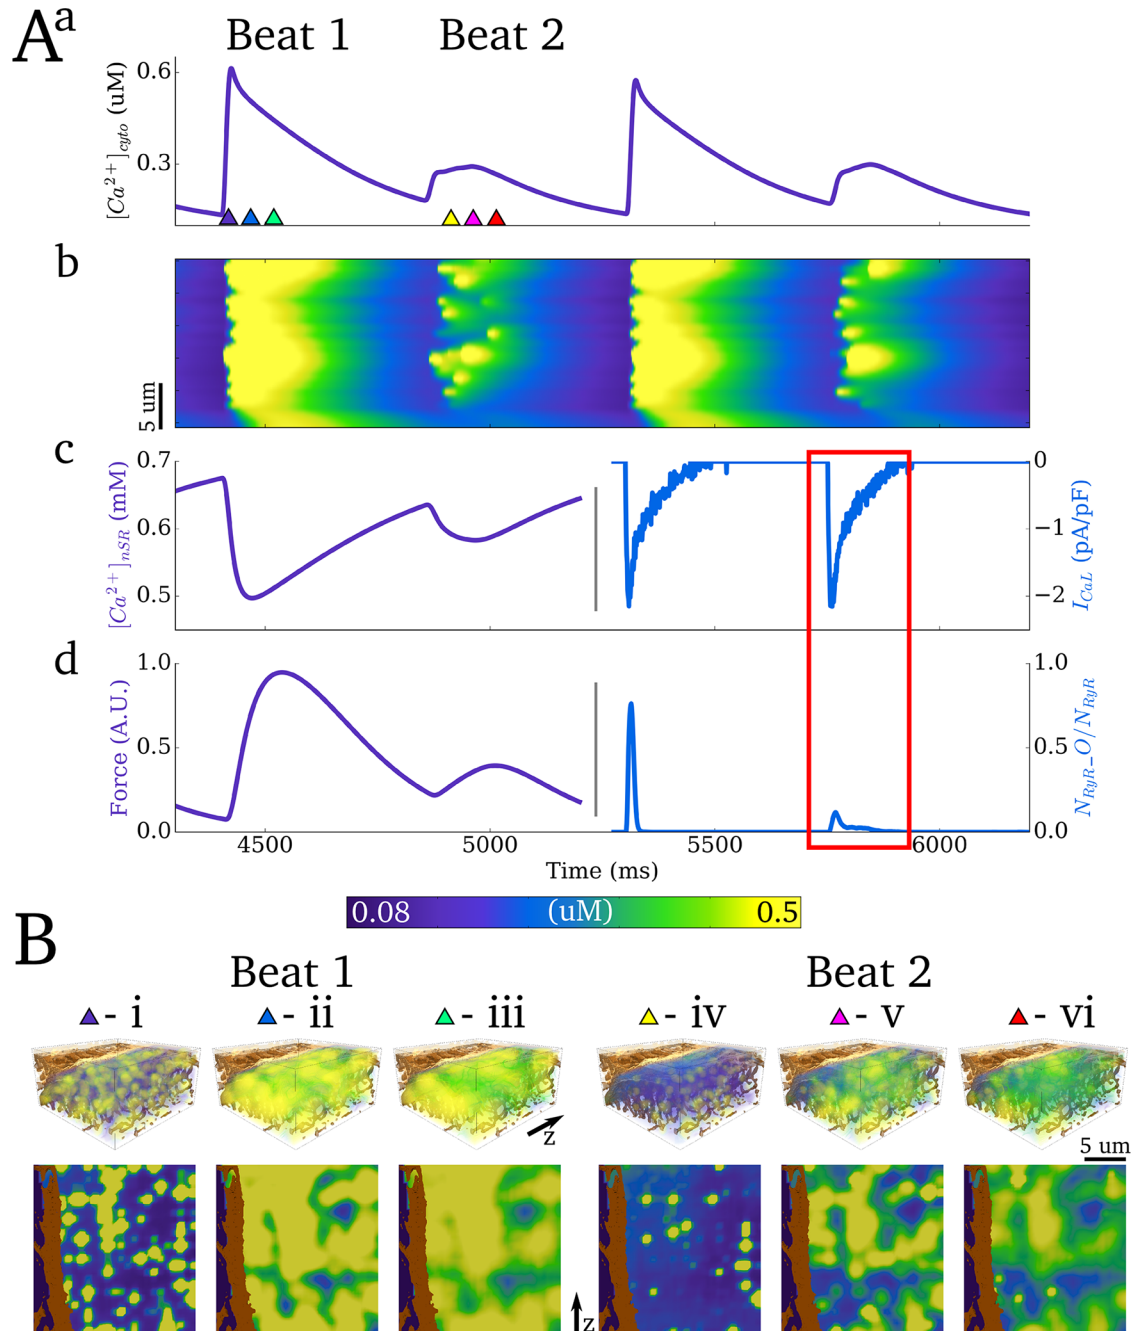 A a
Beat 1 Beat 2
[Ca²⁺]cyto (uM)
0.6
0.3
b
5 um
c
[Ca²⁺]nSR (mM)
0.7
0.6
0.5
0
−1
−2
I_CaL (pA/pF)
d
Force (A.U.)
1.0
0.5
0.0
1.0
0.5
0.0
N_RyR_O/N_RyR
4500 5000 5500 6000
Time (ms)
0.08 (uM) 0.5
B
Beat 1 Beat 2
- i - ii - iii - iv - v - vi
z
5 um
z